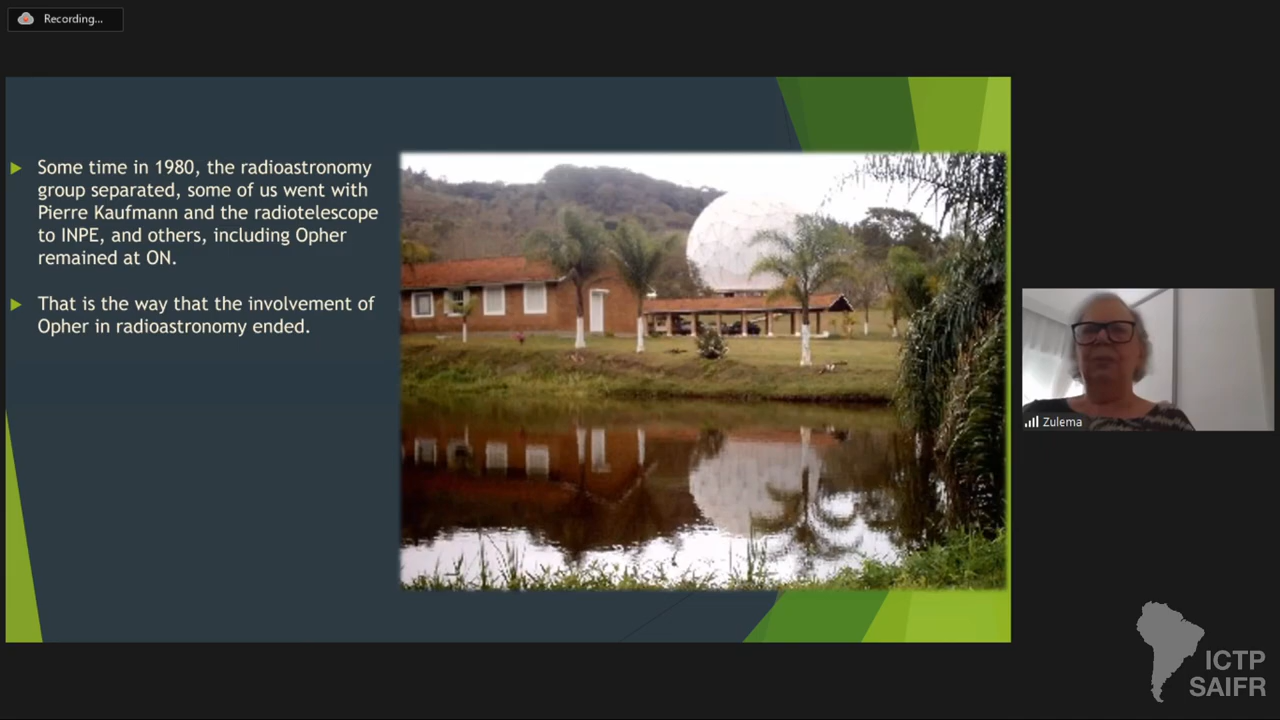 Recording...
Some time in 1980, the radioastronomy
group separated, some of us went with
Pierre Kaufmann and the radiotelescope
to INPE, and others, including Opher
remained at ON.
That is the way that the involvement of
Opher in radioastronomy ended.
Zulema
ICTP
SAIFR